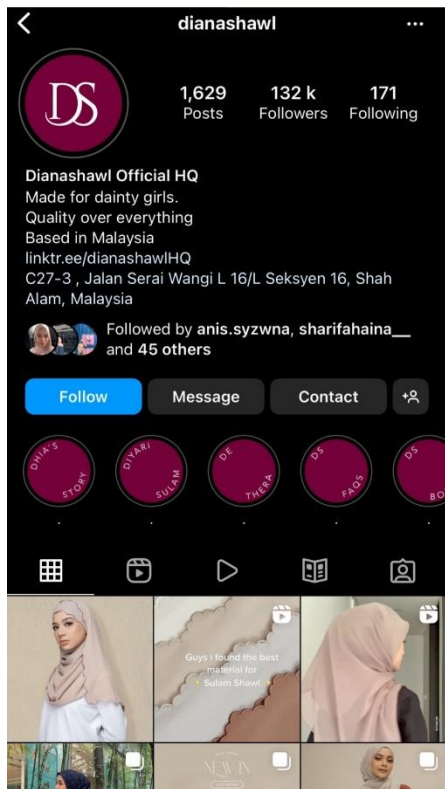 dianashawl
DS
1,629 132 k 171
Posts Followers Following
Dianashawl Official HQ
Made for dainty girls.
Quality over everything
Based in Malaysia
linktr.ee/dianashawlHQ
C27-3 , Jalan Serai Wangi L 16/L Seksyen 16, Shah
Alam, Malaysia
Followed by anis.syzwna, sharifahaina__
and 45 others
Follow Message Contact
DHIA'S STORY
DIYARI SULAM
DE THERA
DS FAQS
DS BO
Guys i found the best
material for
Sulam Shawl
NEW IN